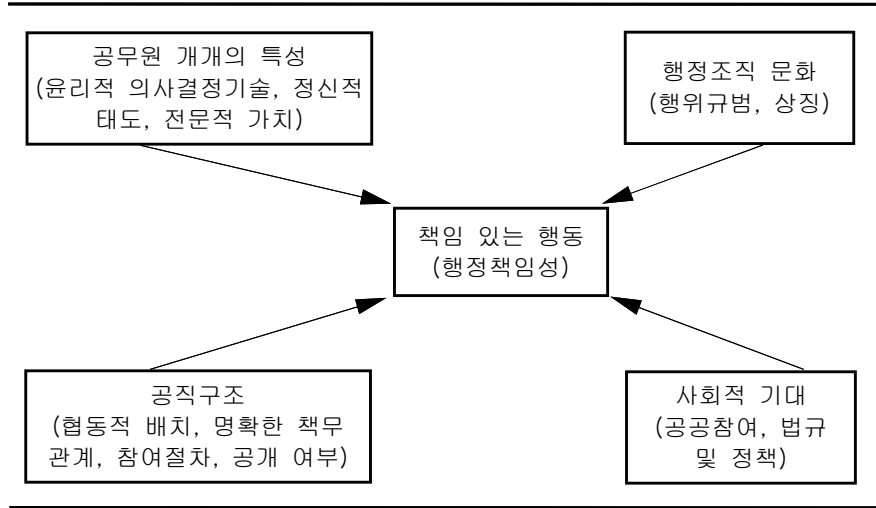 공무원 개개의 특성
(윤리적 의사결정기술, 정신적
태도, 전문적 가치)
행정조직 문화
(행위규범, 상징)
책임 있는 행동
(행정책임성)
공직구조
(협동적 배치, 명확한 책무
관계, 참여절차, 공개 여부)
사회적 기대
(공공참여, 법규
및 정책)